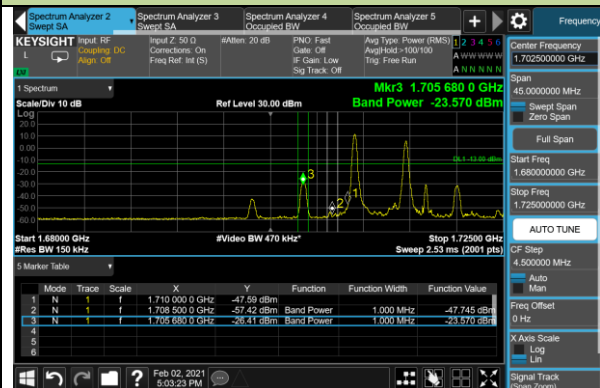 Spectrum Analyzer 2
Swept SA
Spectrum Analyzer 3
Swept SA
Spectrum Analyzer 4
Occupied BW
Spectrum Analyzer 5
Occupied BW
Frequency
KEYSIGHT
L
Input: RF
Coupling: DC
Align: Off
Input Z: 50 Ω
Corrections: On
Freq Ref: Int (S)
#Atten: 20 dB
PNO: Fast
Gate: Off
IF Gain: Low
Sig Track: Off
Avg Type: Power (RMS)
Avg|Hold >100/100
Trig: Free Run
1 2 3 4 5 6
A W W W W W
A N N N N N
1 Spectrum
Scale/Div 10 dB
Log
Ref Level 30.00 dBm
Mkr3 1.705 680 0 GHz
Band Power -23.570 dBm
20.0
10.0
0.00
-10.0
-20.0
-30.0
-40.0
-50.0
-60.0
DL1 -13.00 dBm
3
2
1
Start 1.68000 GHz
#Res BW 150 kHz
#Video BW 470 kHz*
Stop 1.72500 GHz
Sweep 2.53 ms (2001 pts)
5 Marker Table
Mode Trace Scale X Y Function Function Width Function Value
1 N 1 f 1.710 000 0 GHz -47.59 dBm
2 N 1 f 1.708 500 0 GHz -57.42 dBm Band Power 1.000 MHz -47.745 dBm
3 N 1 f 1.705 680 0 GHz -26.41 dBm Band Power 1.000 MHz -23.570 dBm
4
5
6
Feb 02, 2021
5:03:23 PM
Center Frequency
1.702500000 GHz
Span
45.0000000 MHz
Swept Span
Zero Span
Full Span
Start Freq
1.680000000 GHz
Stop Freq
1.725000000 GHz
AUTO TUNE
CF Step
4.500000 MHz
Auto
Man
Freq Offset
0 Hz
X Axis Scale
Log
Lin
Signal Track
(Span Zoom)